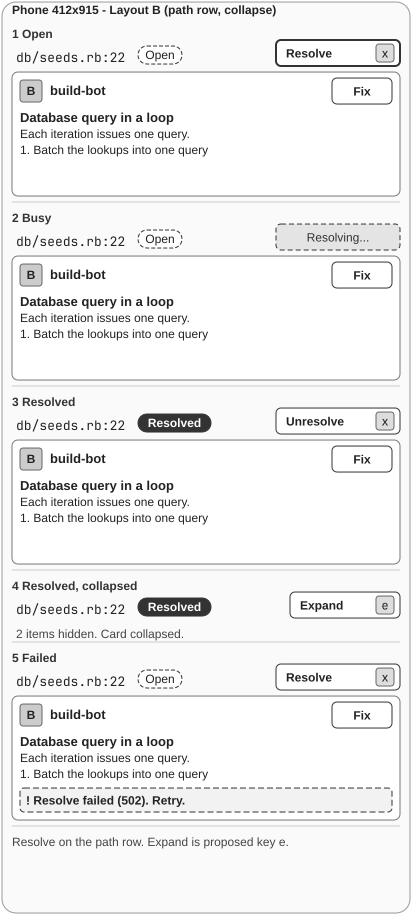 Phone 412x915 - Layout B (path row, collapse)
1 Open
db/seeds.rb:22 Open Resolve x
B build-bot Fix
Database query in a loop
Each iteration issues one query.
1. Batch the lookups into one query
2 Busy
db/seeds.rb:22 Open Resolving...
B build-bot Fix
Database query in a loop
Each iteration issues one query.
1. Batch the lookups into one query
3 Resolved
db/seeds.rb:22 Resolved Unresolve x
B build-bot Fix
Database query in a loop
Each iteration issues one query.
1. Batch the lookups into one query
4 Resolved, collapsed
db/seeds.rb:22 Resolved Expand e
2 items hidden. Card collapsed.
5 Failed
db/seeds.rb:22 Open Resolve x
B build-bot Fix
Database query in a loop
Each iteration issues one query.
1. Batch the lookups into one query
! Resolve failed (502). Retry.
Resolve on the path row. Expand is proposed key e.